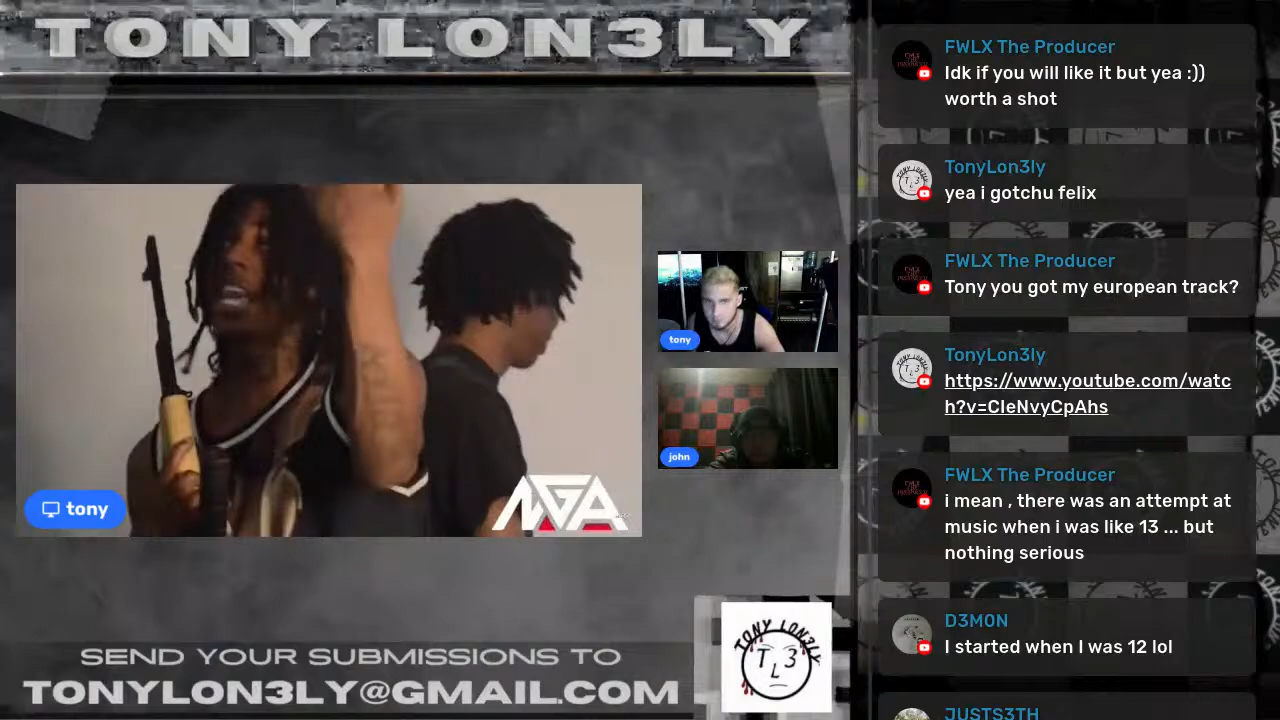 TONY LON3LY
FWLX The Producer
Idk if you will like it but yea :))
worth a shot
TonyLon3ly
yea i gotchu felix
FWLX The Producer
Tony you got my european track?
TonyLon3ly
https://www.youtube.com/watc
h?v=CIeNvyCpAhs
FWLX The Producer
i mean , there was an attempt at
music when i was like 13 ... but
nothing serious
D3M0N
I started when I was 12 lol
JUSTS3TH
tony
john
tony
NGA
SEND YOUR SUBMISSIONS TO
TONYLON3LY@GMAIL.COM
TONY LON3LY
TL3